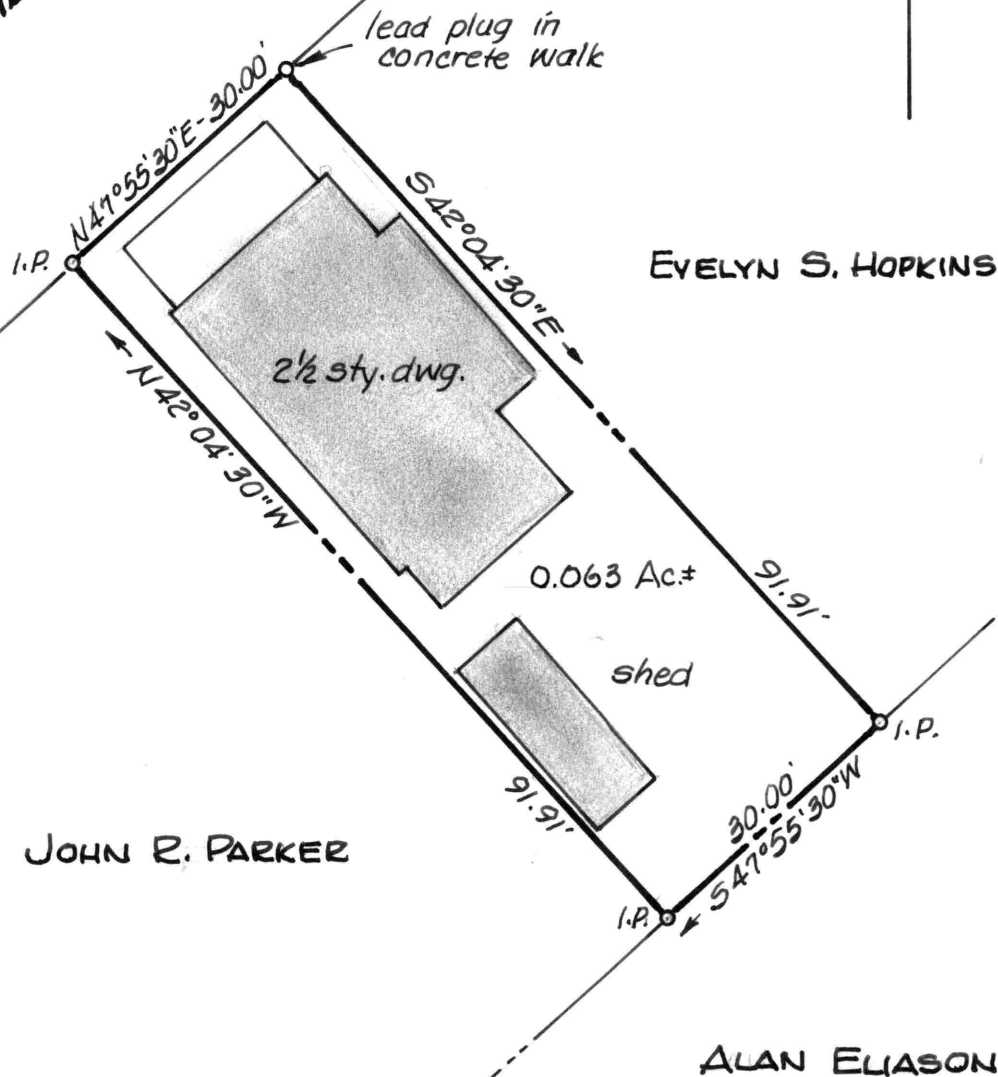 lead plug in
concrete walk
N47°55'30"E-30.00'
I.P.
S42°04'30"E
EVELYN S. HOPKINS
2½ sty. dwg.
N42°04'30"W
0.063 Ac.±
91.91'
shed
I.P.
91.91'
30.00'
S47°55'30"W
JOHN R. PARKER
I.P.
ALAN ELIASON